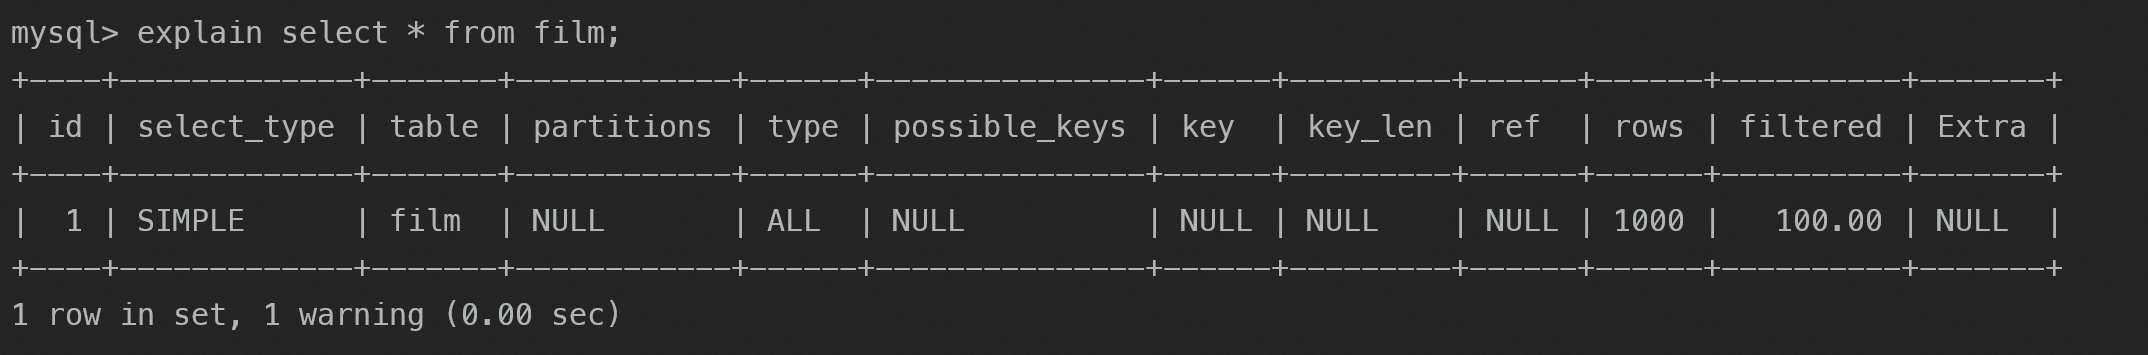 mysql> explain select * from film;
+----+-------------+-------+------------+------+---------------+------+---------+------+------+----------+-------+
| id | select_type | table | partitions | type | possible_keys | key  | key_len | ref  | rows | filtered | Extra |
+----+-------------+-------+------------+------+---------------+------+---------+------+------+----------+-------+
|  1 | SIMPLE      | film  | NULL       | ALL  | NULL          | NULL | NULL    | NULL | 1000 |   100.00 | NULL  |
+----+-------------+-------+------------+------+---------------+------+---------+------+------+----------+-------+
1 row in set, 1 warning (0.00 sec)